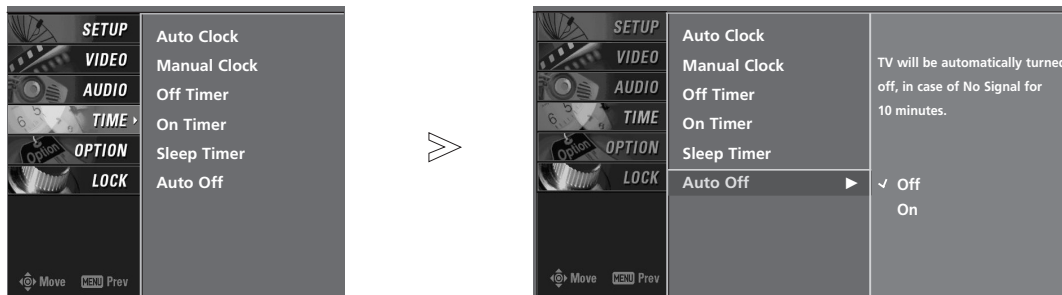 SETUP
VIDEO
AUDIO
TIME
OPTION
LOCK
Move MENU Prev
Auto Clock
Manual Clock
Off Timer
On Timer
Sleep Timer
Auto Off
SETUP
VIDEO
AUDIO
TIME
OPTION
LOCK
Move MENU Prev
Auto Clock
Manual Clock
Off Timer
On Timer
Sleep Timer
Auto Off
TV will be automatically turned
off, in case of No Signal for
10 minutes.
✓ Off
On